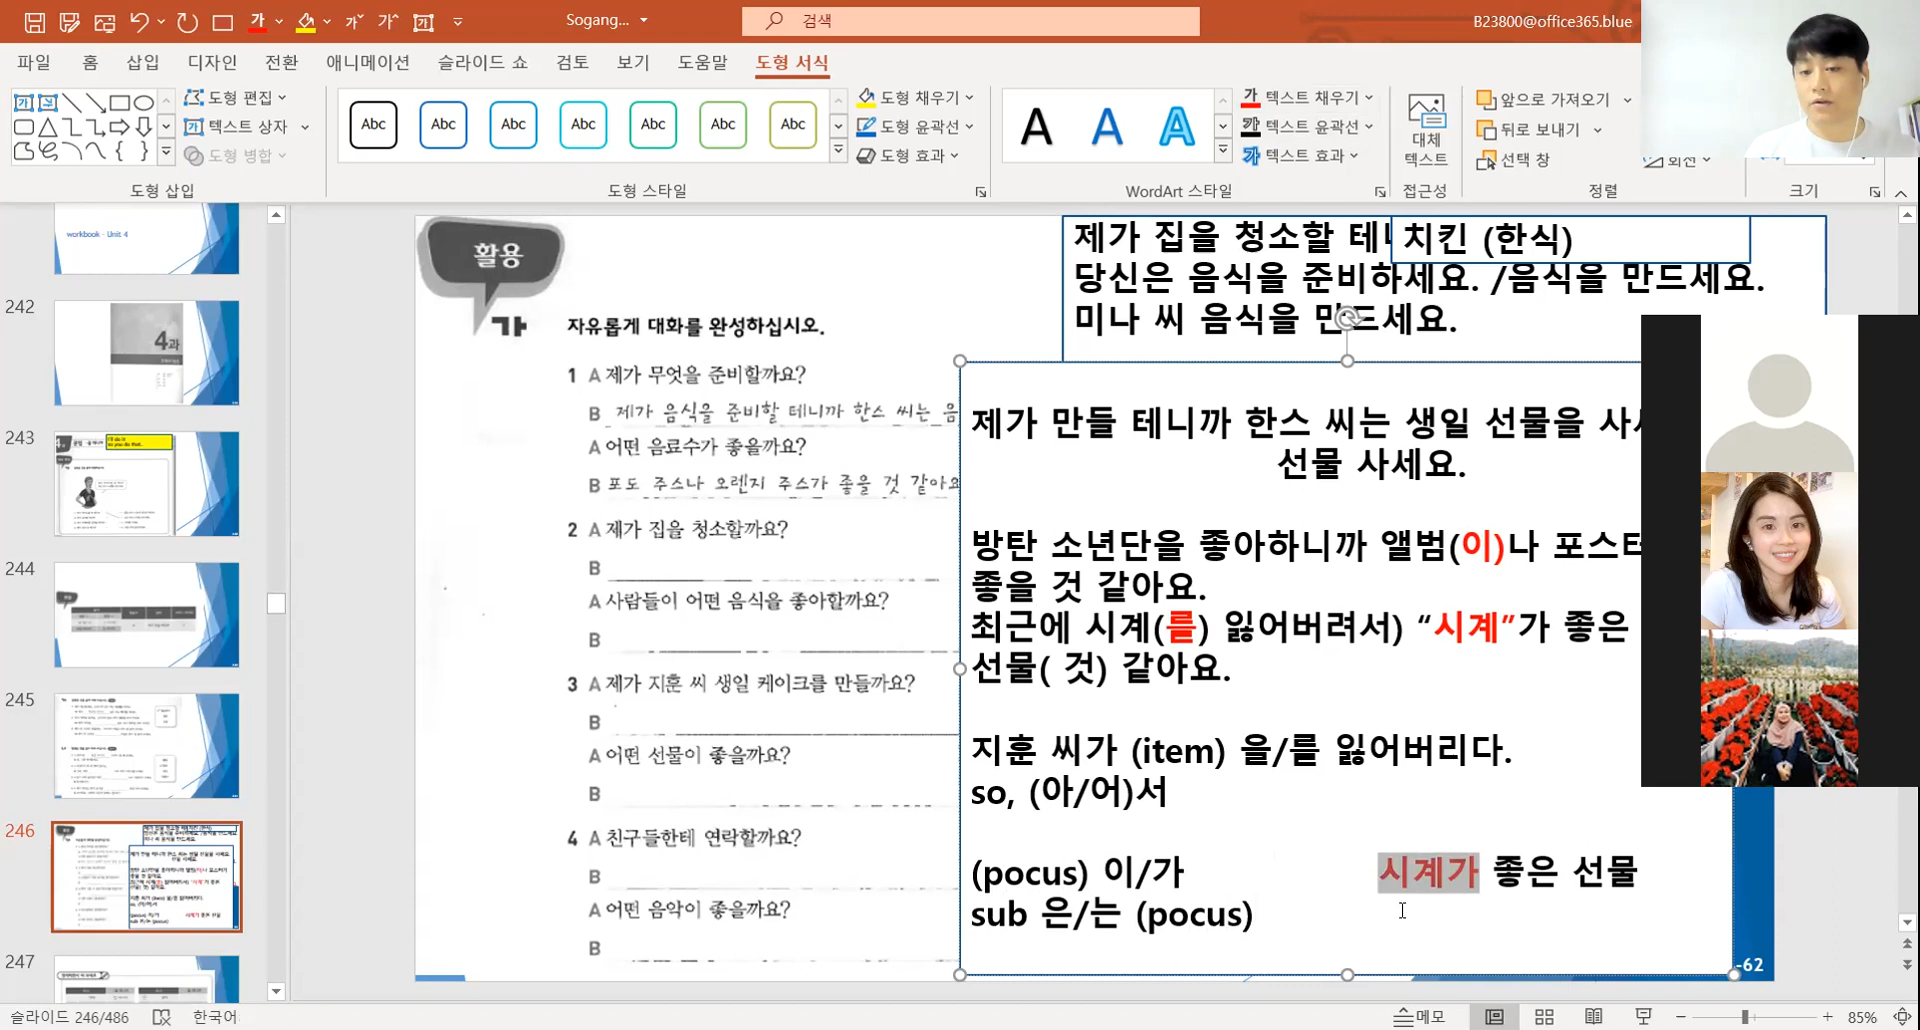 Sogang...
검색
B23800@office365.blue
파일 홈 삽입 디자인 전환 애니메이션 슬라이드 쇼 검토 보기 도움말 도형 서식
도형 편집
텍스트 상자
도형 병합
도형 삽입
Abc Abc Abc Abc Abc Abc Abc
도형 채우기
도형 윤곽선
도형 효과
도형 스타일
A A A
텍스트 채우기
텍스트 윤곽선
텍스트 효과
WordArt 스타일
대체
텍스트
접근성
앞으로 가져오기
뒤로 보내기
선택 창
회전
정렬
크기
workbook - Unit 4
242
4과
243
244
245
246
247
활용
가 자유롭게 대화를 완성하십시오.
1 A 제가 무엇을 준비할까요?
B 제가 음식을 준비할 테니까 한스 씨는 음
A 어떤 음료수가 좋을까요?
B 포도 주스나 오렌지 주스가 좋을 것 같아요
2 A 제가 집을 청소할까요?
B
A 사람들이 어떤 음식을 좋아할까요?
B
3 A 제가 지훈 씨 생일 케이크를 만들까요?
B
A 어떤 선물이 좋을까요?
B
4 A 친구들한테 연락할까요?
B
A 어떤 음악이 좋을까요?
B
제가 집을 청소할 테니
치킨 (한식)
당신은 음식을 준비하세요. /음식을 만드세요.
미나 씨 음식을 만드세요.
제가 만들 테니까 한스 씨는 생일 선물을 사
선물 사세요.
방탄 소년단을 좋아하니까 앨범(이)나 포스터
좋을 것 같아요.
최근에 시계(를) 잃어버려서) “시계”가 좋은
선물( 것) 같아요.
지훈 씨가 (item) 을/를 잃어버리다.
so, (아/어)서
(pocus) 이/가 시계가 좋은 선물
sub 은/는 (pocus)
-62
슬라이드 246/486 한국어
메모
85%